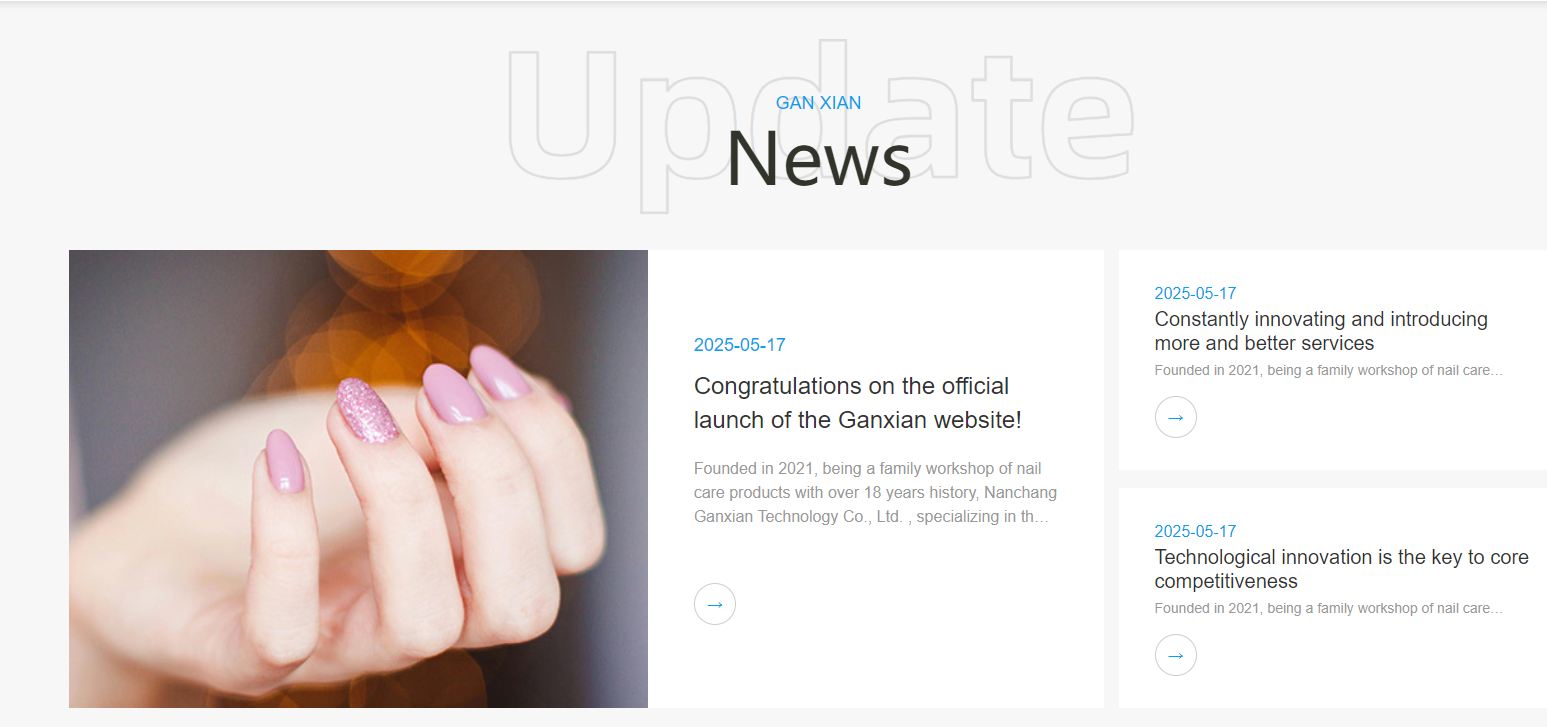 Update
GAN XIAN
News
2025-05-17
Congratulations on the official
launch of the Ganxian website!
Founded in 2021, being a family workshop of nail
care products with over 18 years history, Nanchang
Ganxian Technology Co., Ltd. , specializing in th...
→
2025-05-17
Constantly innovating and introducing
more and better services
Founded in 2021, being a family workshop of nail care...
→
2025-05-17
Technological innovation is the key to core
competitiveness
Founded in 2021, being a family workshop of nail care...
→